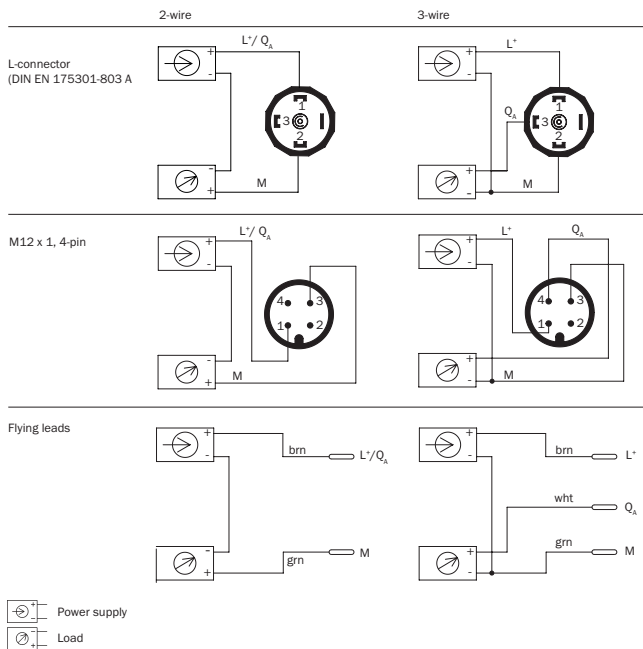 2-wire 3-wire
L-connector
(DIN EN 175301-803 A
L⁺/ Q_A
+
-
1
3
2
-
+
M
L⁺
+
-
Q_A
1
3
2
+
-
M
M12 x 1, 4-pin
L⁺/ Q_A
+
-
4 3
1 2
-
+
M
L⁺ Q_A
+
-
4 3
1 2
+
-
M
Flying leads
+
-
brn L⁺/Q_A
-
+
grn M
+
-
brn L⁺
wht Q_A
+
-
grn M
+
-
Power supply
-
+
Load